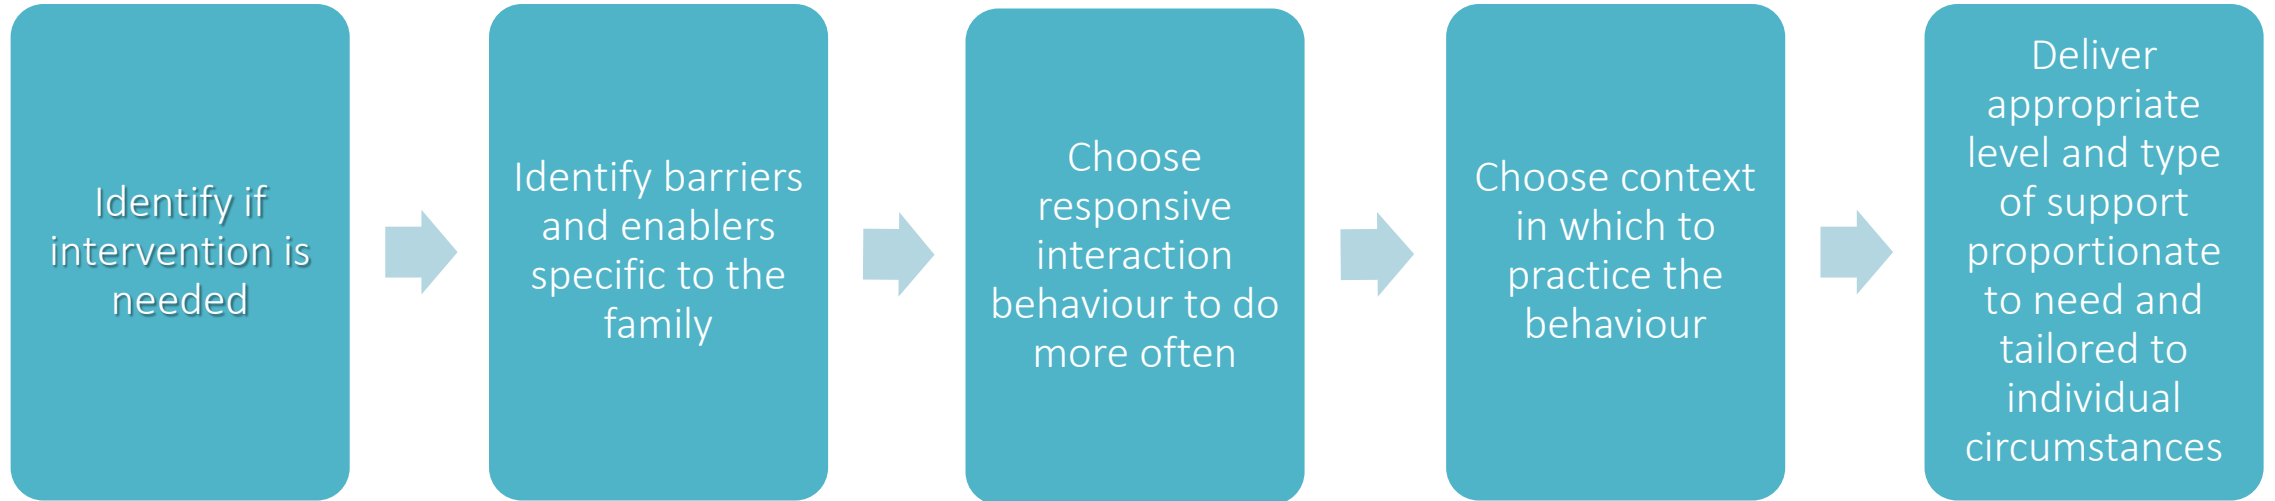 Identify if
intervention is
needed
Identify barriers
and enablers
specific to the
family
Choose
responsive
interaction
behaviour to do
more often
Choose context
in which to
practice the
behaviour
Deliver
appropriate
level and type
of support
proportionate
to need and
tailored to
individual
circumstances